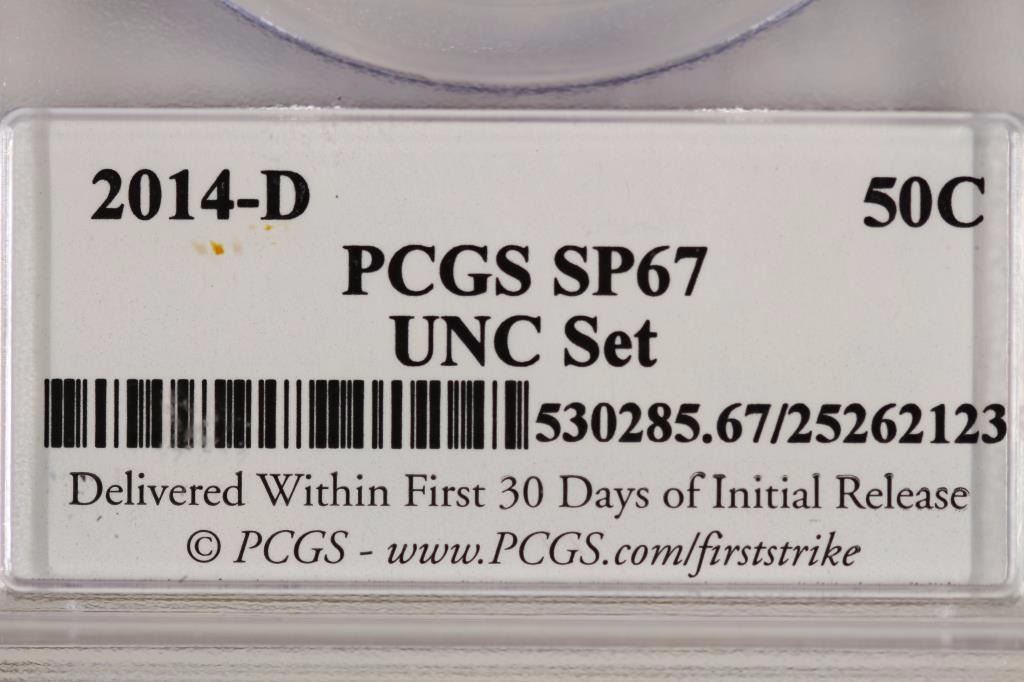 2014-D 50C
PCGS SP67
UNC Set
530285.67/25262123
Delivered Within First 30 Days of Initial Release
© PCGS - www.PCGS.com/firststrike